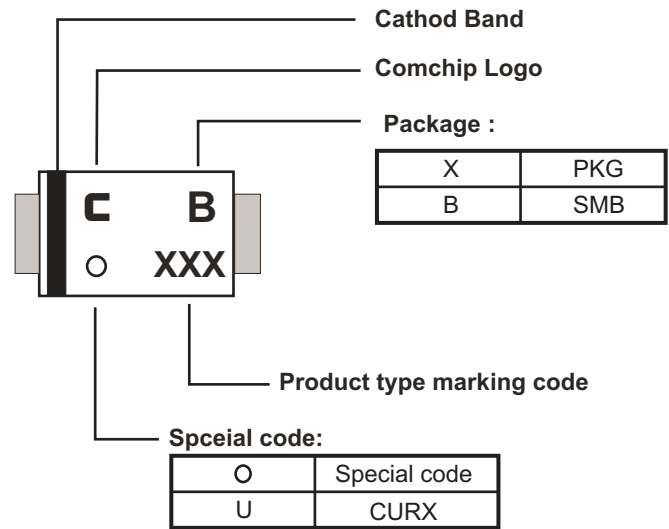 Cathod Band
Comchip Logo
Package :
X PKG
B SMB
B
O XXX
Product type marking code
Spceial code:
O Special code
U CURX